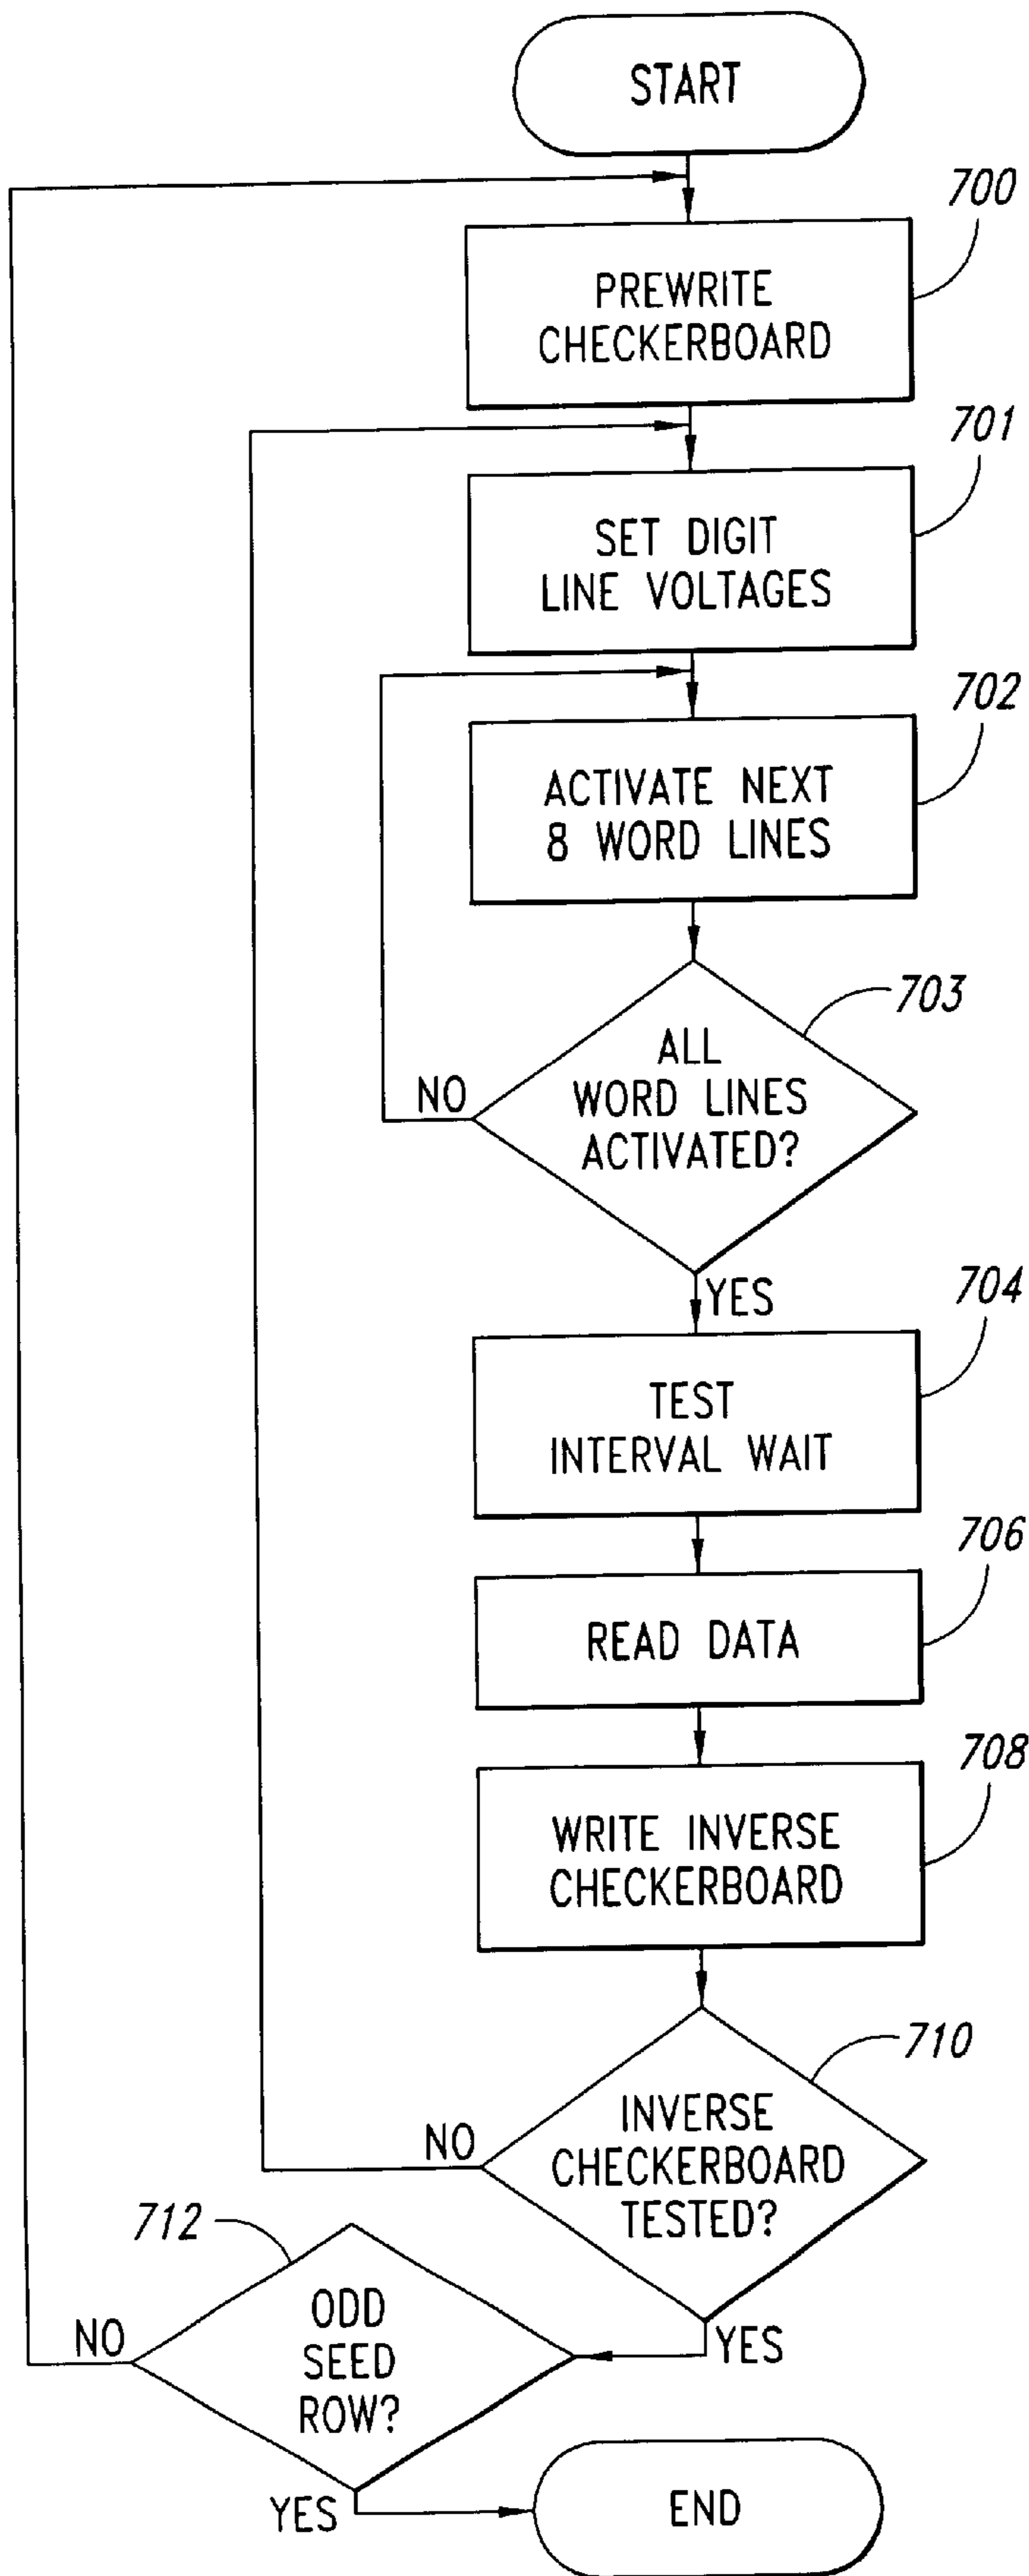 START
700
PREWRITE
CHECKERBOARD
701
SET DIGIT
LINE VOLTAGES
702
ACTIVATE NEXT
8 WORD LINES
703
ALL
WORD LINES
ACTIVATED?
NO
YES
704
TEST
INTERVAL WAIT
706
READ DATA
708
WRITE INVERSE
CHECKERBOARD
710
INVERSE
CHECKERBOARD
TESTED?
NO
YES
712
ODD
SEED
ROW?
NO
YES
END